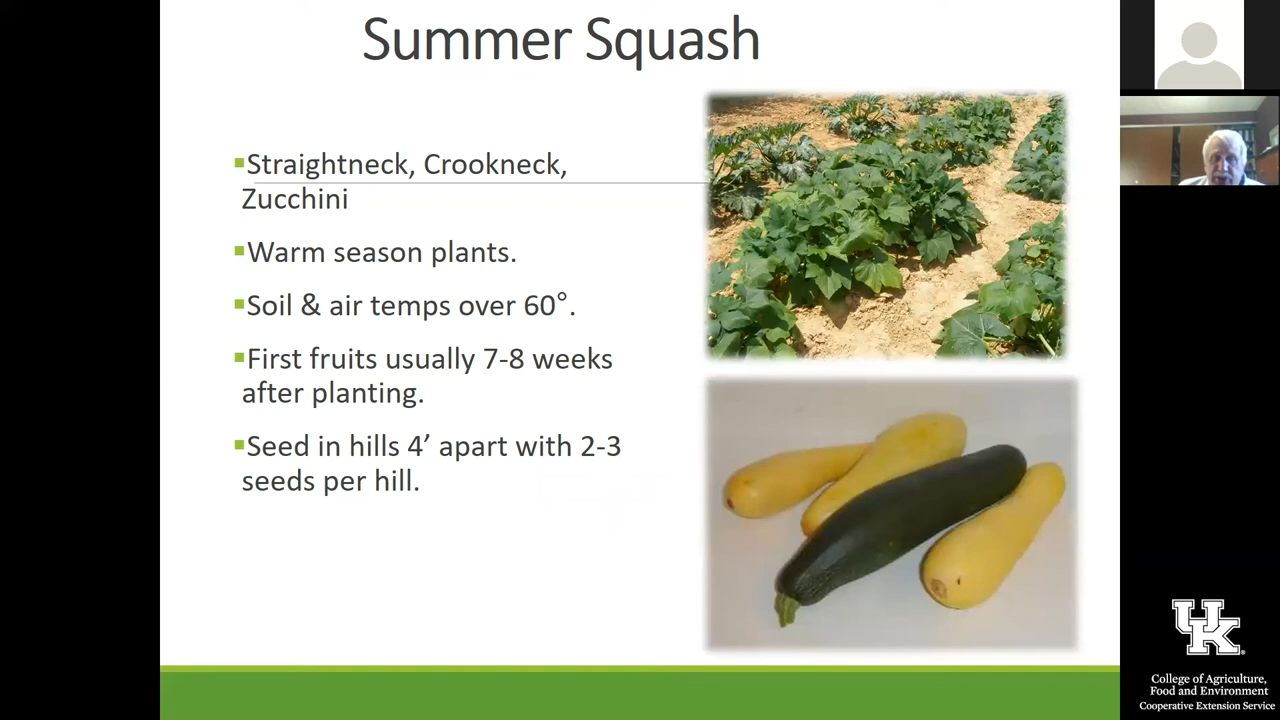 Summer Squash
▪Straightneck, Crookneck,
Zucchini
▪Warm season plants.
▪Soil & air temps over 60°.
▪First fruits usually 7-8 weeks
after planting.
▪Seed in hills 4’ apart with 2-3
seeds per hill.
UK
College of Agriculture,
Food and Environment
Cooperative Extension Service